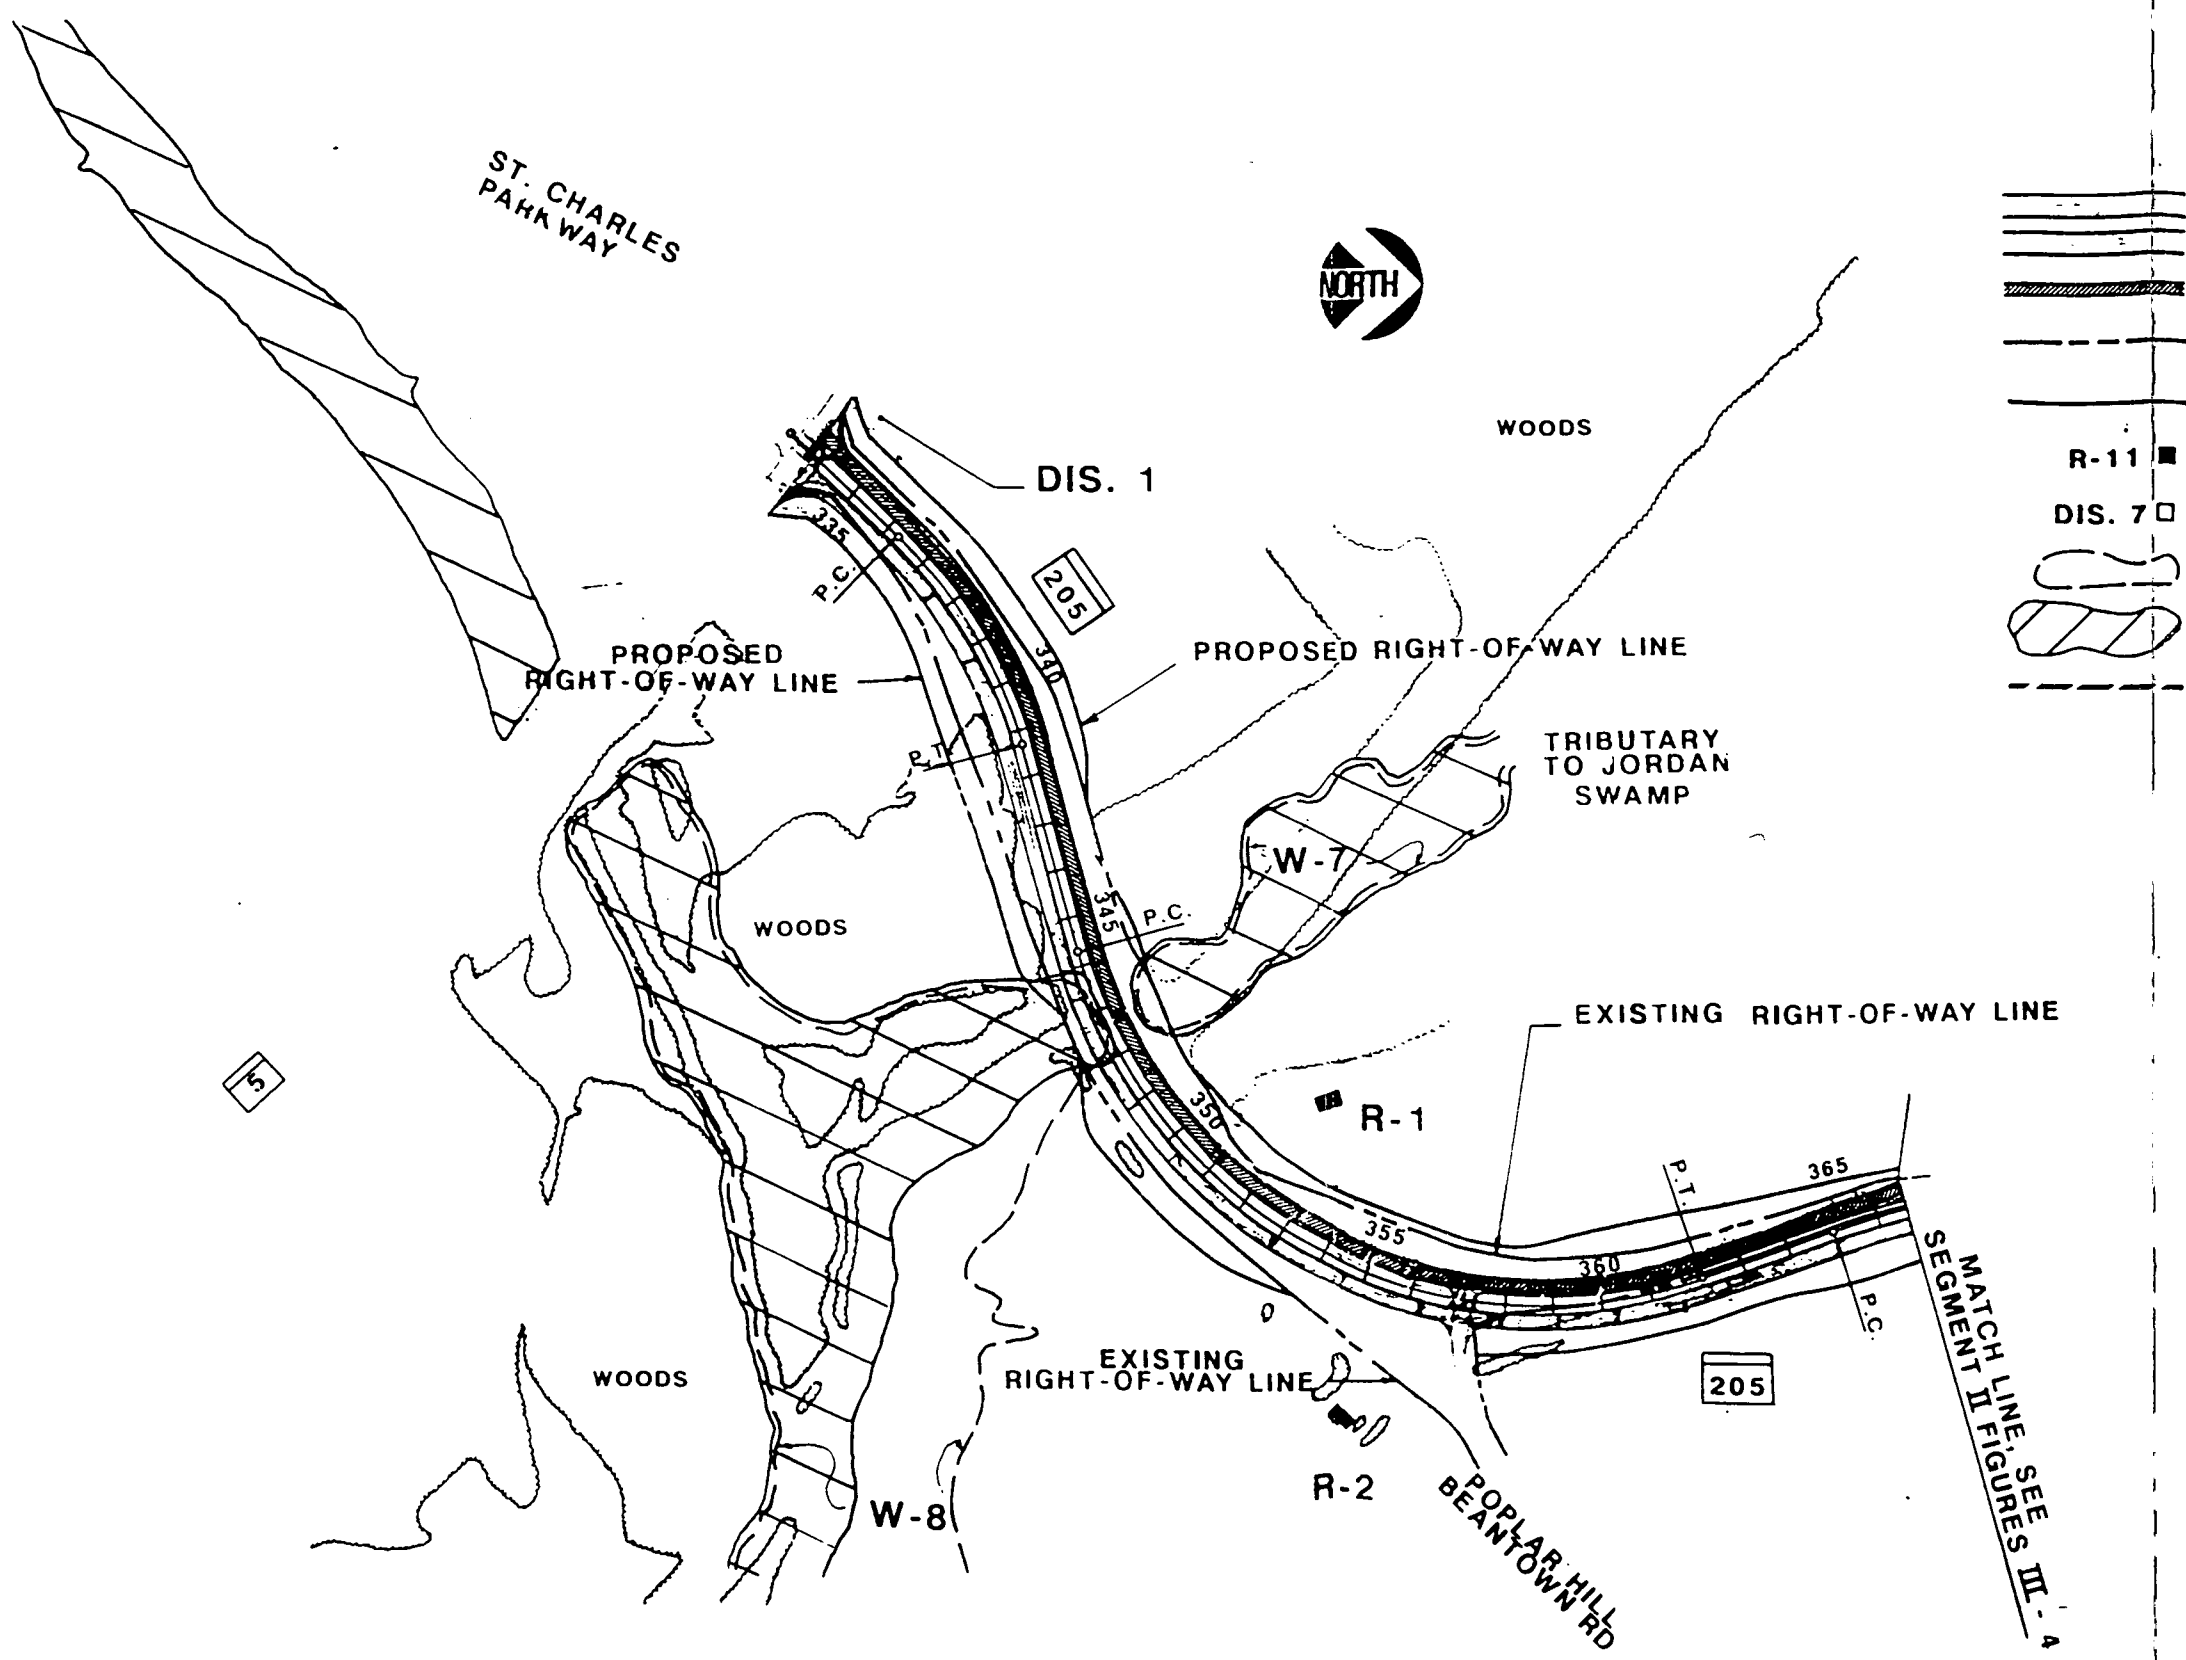 ST. CHARLES
PARKWAY
NORTH
WOODS
R-11
DIS. 1
DIS. 7
335
P.C.
205
340
PROPOSED
RIGHT-OF-WAY LINE
PROPOSED RIGHT-OF-WAY LINE
P.T.
TRIBUTARY
TO JORDAN
SWAMP
W-7
345
P.C.
WOODS
EXISTING RIGHT-OF-WAY LINE
5
350
R-1
P.T.
365
355
360
P.C.
EXISTING
RIGHT-OF-WAY LINE
WOODS
205
MATCH LINE, SEE
SEGMENT II FIGURES III - 4
R-2
W-8
POPLAR HILL
BEANTOWN RD